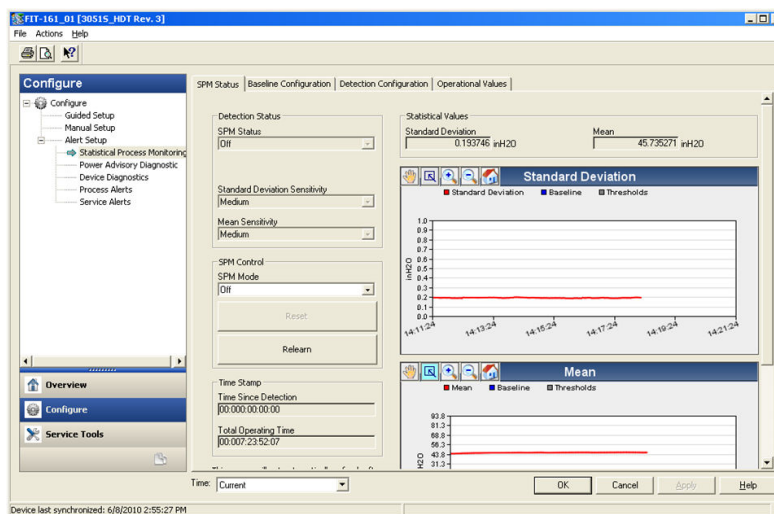 FIT-161_01 [3051S_HDT Rev. 3]
File Actions Help
Configure
Configure
Guided Setup
Manual Setup
Alert Setup
Statistical Process Monitoring
Power Advisory Diagnostic
Device Diagnostics
Process Alerts
Service Alerts
Overview
Configure
Service Tools
SPM Status Baseline Configuration Detection Configuration Operational Values
Detection Status
SPM Status
Off
Standard Deviation Sensitivity
Medium
Mean Sensitivity
Medium
SPM Control
SPM Mode
Off
Reset
Relearn
Time Stamp
Time Since Detection
00:000:00:00:00
Total Operating Time
00:007:23:52:07
Statistical Values
Standard Deviation Mean
0.193746 inH2O 45.735271 inH2O
Standard Deviation
Standard Deviation Baseline Thresholds
inH2O
1.0
0.9
0.8
0.7
0.6
0.5
0.4
0.3
0.2
0.1
0.0
14:11:24 14:13:24 14:15:24 14:17:24 14:19:24 14:21:24
Mean
Mean Baseline Thresholds
93.8
81.3
68.8
56.3
43.8
31.3
Time: Current
OK Cancel Apply Help
Device last synchronized: 6/8/2010 2:55:27 PM